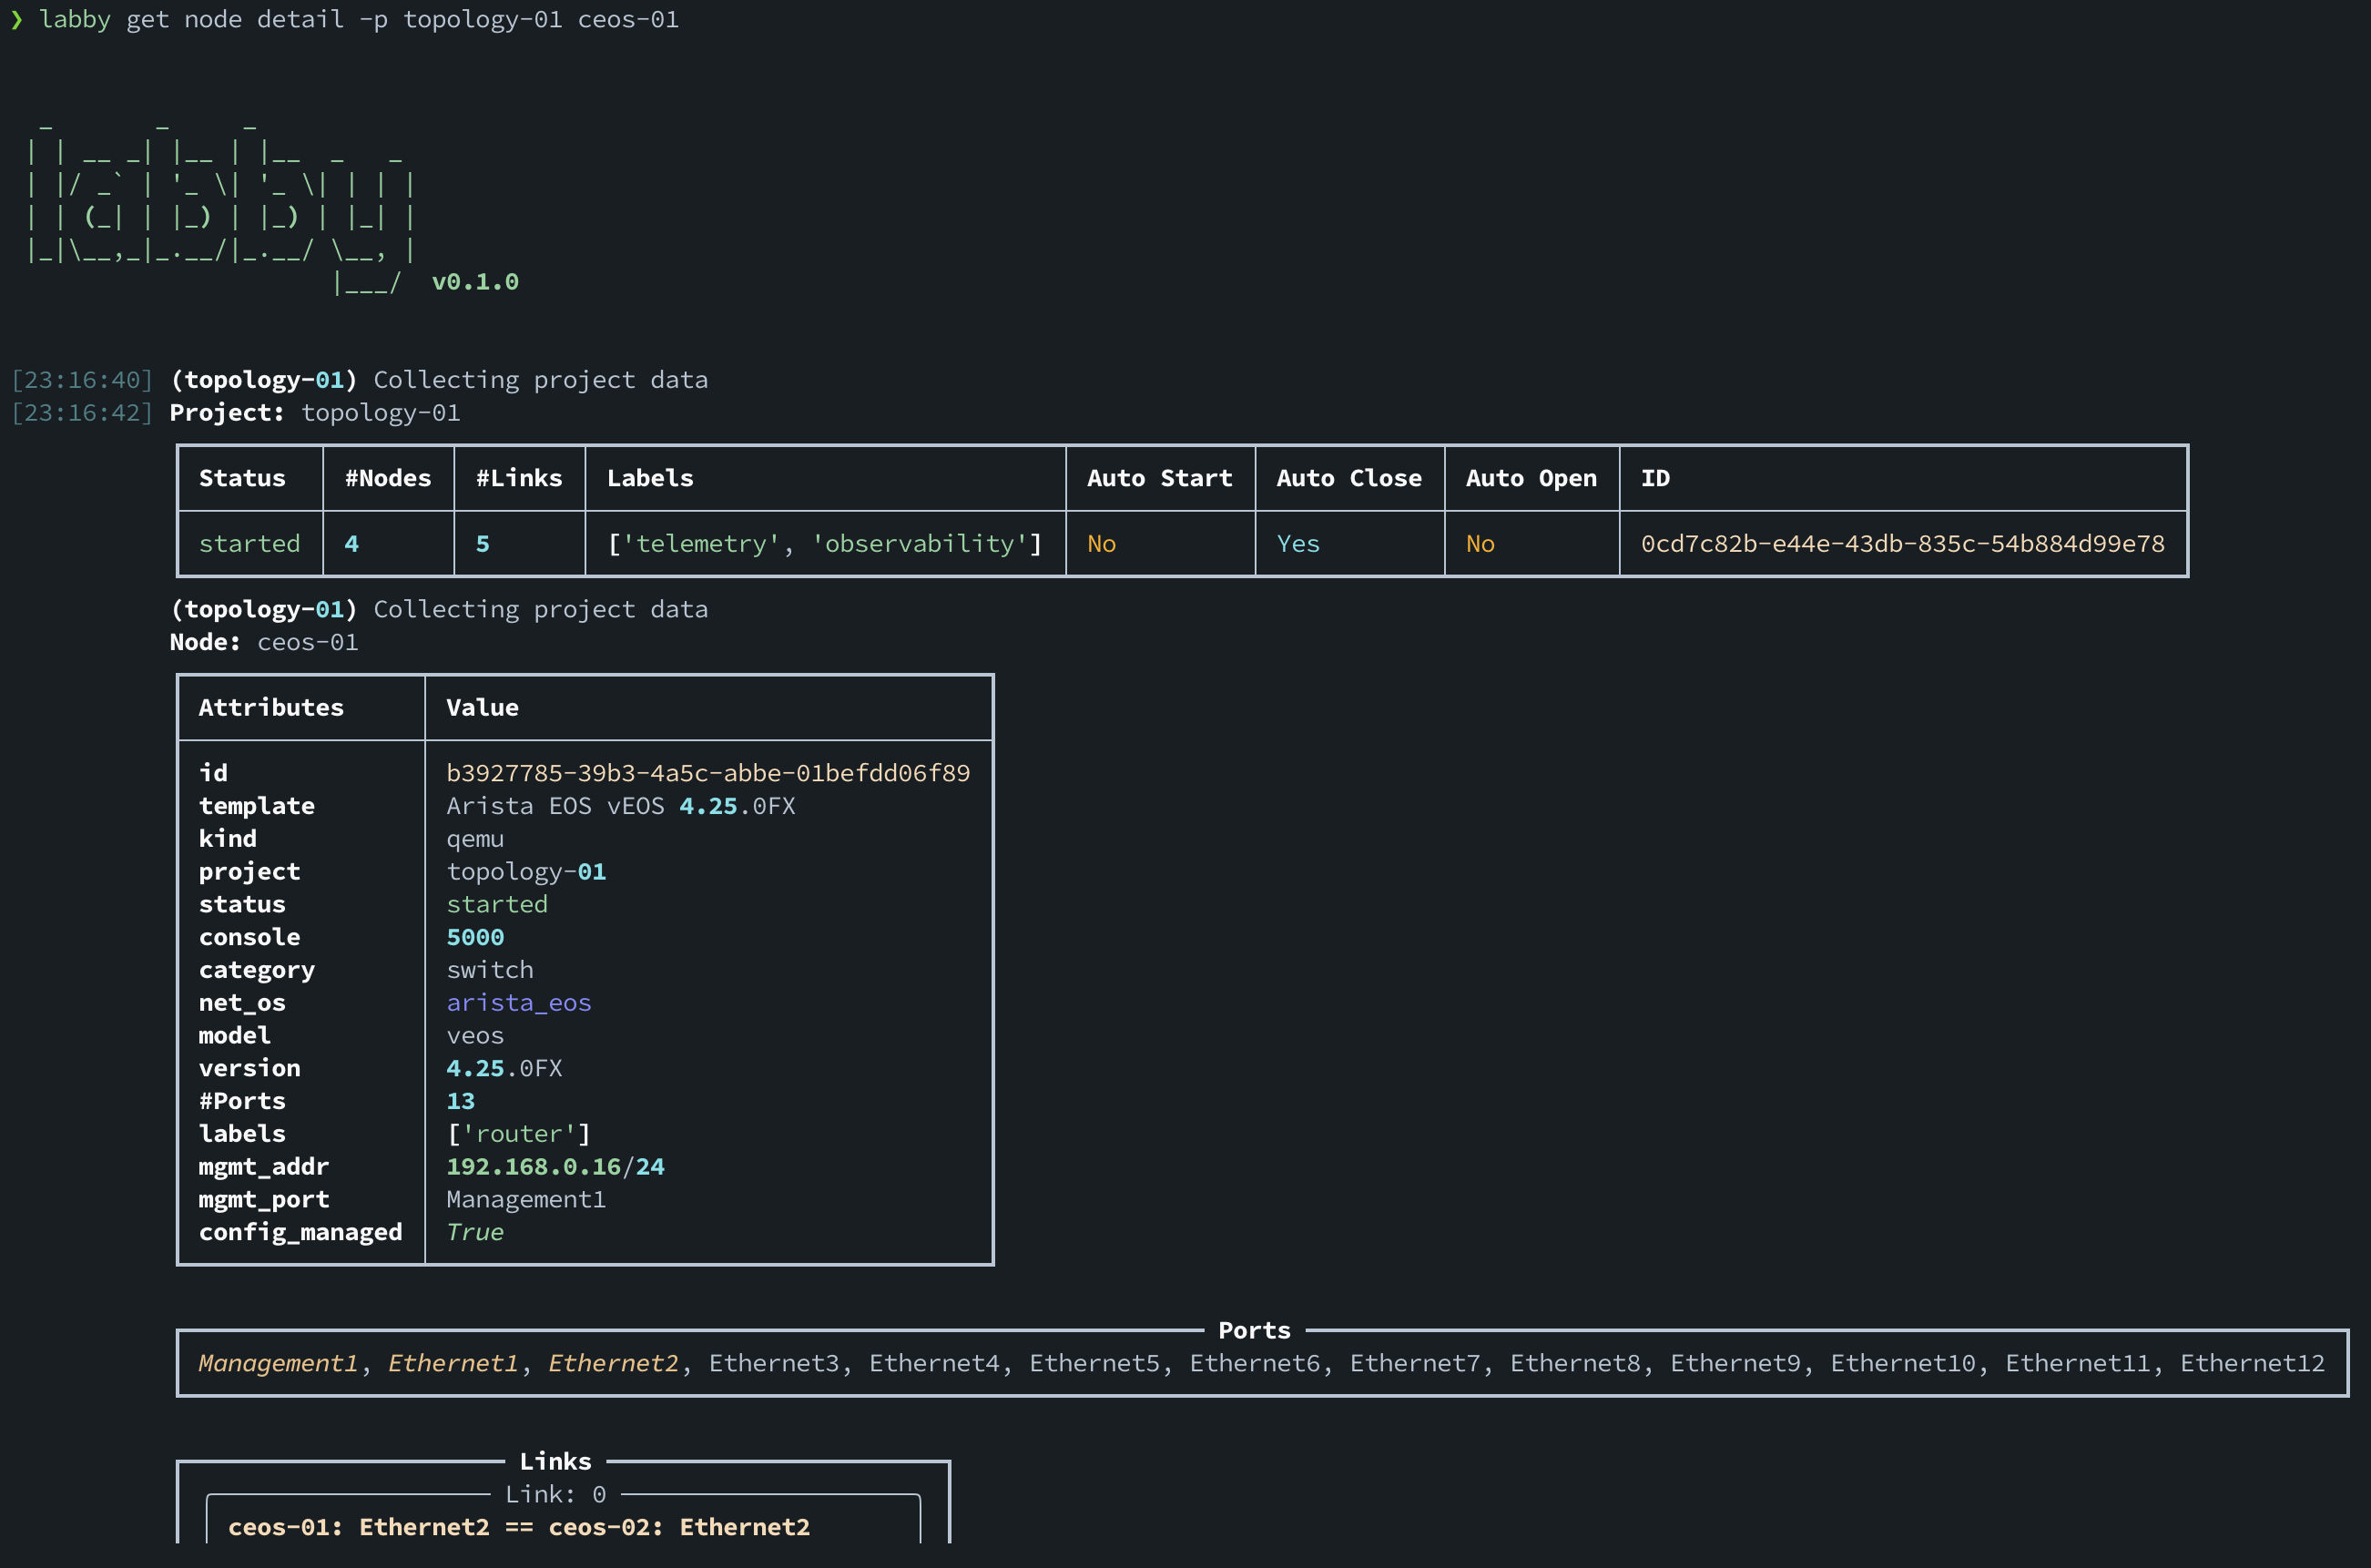 ❯ labby get node detail -p topology-01 ceos-01
  _       _     _
 | | __ _| |__ | |__  _   _
 | |/ _` | '_ \| '_ \| | | |
 | | (_| | |_) | |_) | |_| |
 |_|\__,_|_.__/|_.__/ \__, |
                      |___/  v0.1.0
[23:16:40] (topology-01) Collecting project data
[23:16:42] Project: topology-01
Status #Nodes #Links Labels Auto Start Auto Close Auto Open ID
started 4 5 ['telemetry', 'observability'] No Yes No 0cd7c82b-e44e-43db-835c-54b884d99e78
(topology-01) Collecting project data
Node: ceos-01
Attributes Value
id b3927785-39b3-4a5c-abbe-01befdd06f89
template Arista EOS vEOS 4.25.0FX
kind qemu
project topology-01
status started
console 5000
category switch
net_os arista_eos
model veos
version 4.25.0FX
#Ports 13
labels ['router']
mgmt_addr 192.168.0.16/24
mgmt_port Management1
config_managed True
Ports
Management1, Ethernet1, Ethernet2, Ethernet3, Ethernet4, Ethernet5, Ethernet6, Ethernet7, Ethernet8, Ethernet9, Ethernet10, Ethernet11, Ethernet12
Links
Link: 0
ceos-01: Ethernet2 == ceos-02: Ethernet2